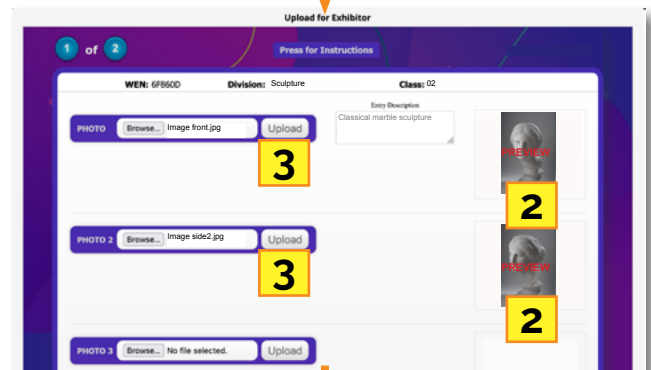 Upload for Exhibitor
1 of 2
Press for Instructions
WEN: 6F860D Division: Sculpture Class: 02
Entry Description
PHOTO Browse... Image front.jpg Upload
Classical marble sculpture
PREVIEW
3
2
PHOTO 2 Browse... Image side2.jpg Upload
PREVIEW
3
2
PHOTO 3 Browse... No file selected. Upload